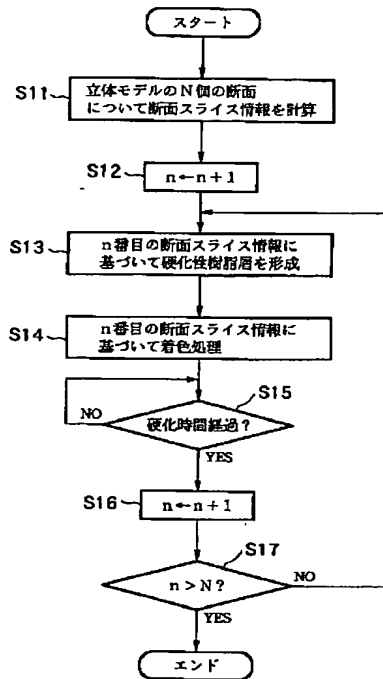 スタート
S11
立体モデルのN個の断面
について断面スライス情報を計算
S12
n←n+1
S13
n番目の断面スライス情報に
基づいて硬化性樹脂層を形成
S14
n番目の断面スライス情報に
基づいて着色処理
S15
硬化時間経過?
NO
YES
S16
n←n+1
S17
n>N?
NO
YES
エンド